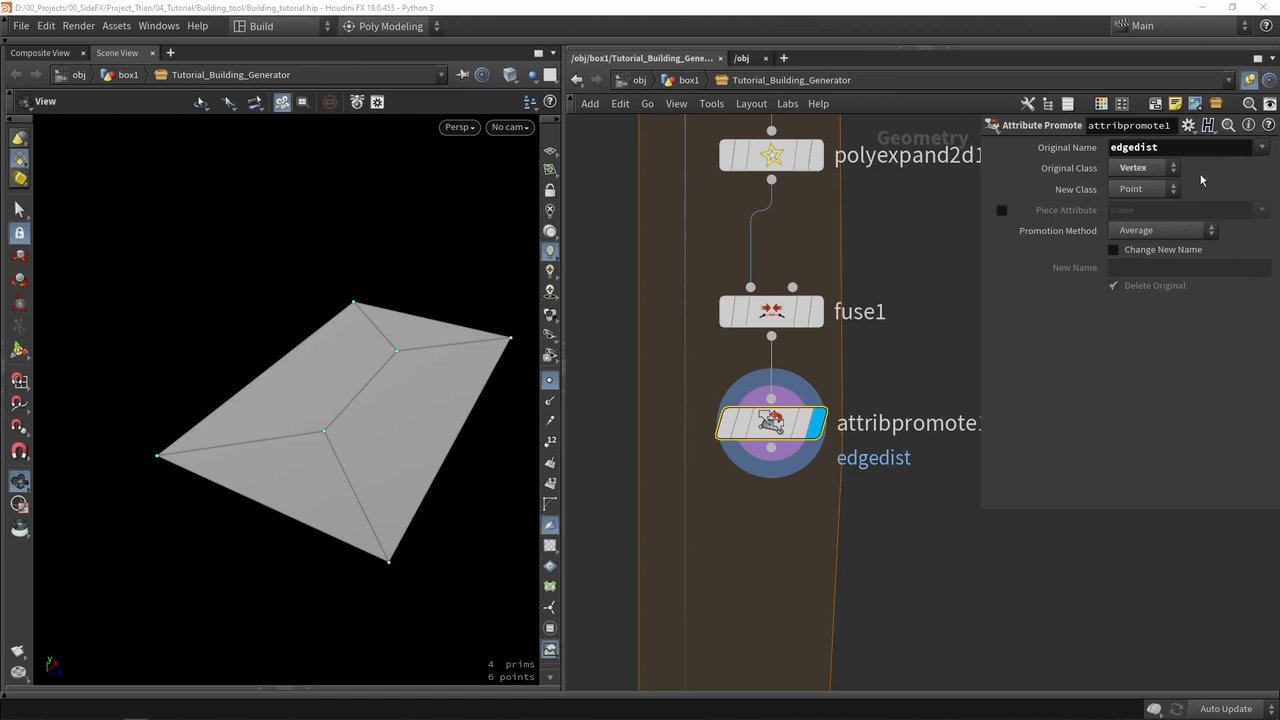 D:/00_Projects/00_SideFX/Project_Ttian/04_Tutorial/Building_tool/Building_tutorial.hip - Houdini FX 19.0.455 - Python 3
File Edit Render Assets Windows Help Build Poly Modeling Main
Composite View Scene View /obj/box1/Tutorial_Building_Gene... /obj
obj box1 Tutorial_Building_Generator obj box1 Tutorial_Building_Generator
View Add Edit Go View Tools Layout Labs Help
Persp No cam
Geometry
polyexpand2d1
fuse1
attribpromote1
edgedist
Attribute Promote attribpromote1
Original Name edgedist
Original Class Vertex
New Class Point
Piece Attribute none
Promotion Method Average
Change New Name
New Name
Delete Original
12
12
4 prims
6 points
Auto Update